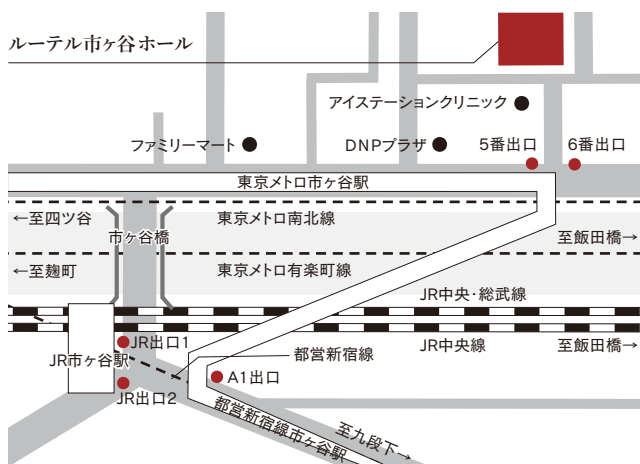 ルーテル市ヶ谷ホール
アイステーションクリニック
ファミリーマート
DNPプラザ
5番出口
6番出口
東京メトロ市ヶ谷駅
←至四ツ谷
東京メトロ南北線
市ヶ谷橋
至飯田橋→
←至麹町
東京メトロ有楽町線
JR中央・総武線
JR出口1
JR市ヶ谷駅
都営新宿線
JR中央線
至飯田橋→
A1出口
JR出口2
都営新宿線市ヶ谷駅
至九段下→